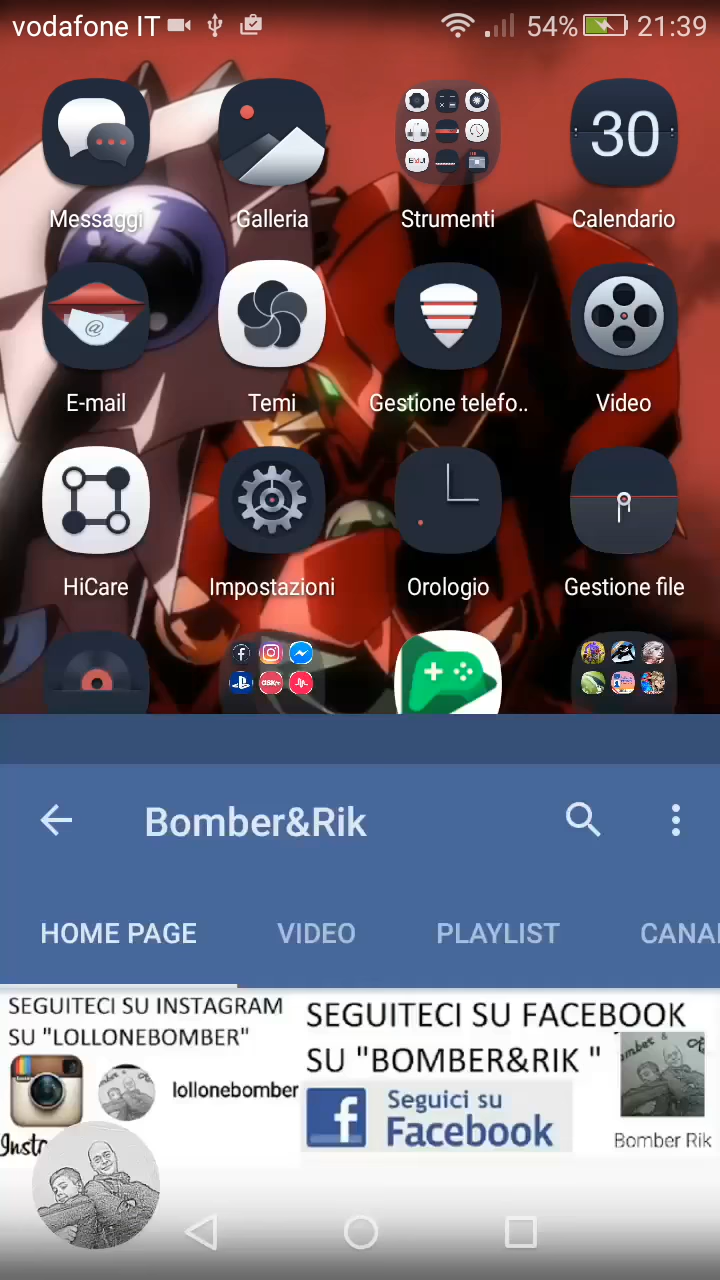 vodafone IT 54% 21:39
30
Messaggi Galleria Strumenti Calendario
@
E-mail Temi Gestione telefo.. Video
HiCare Impostazioni Orologio Gestione file
Bomber&Rik
HOME PAGE VIDEO PLAYLIST CANA
SEGUITECI SU INSTAGRAM
SU "LOLLONEBOMBER"
lollonebomber
Insta
SEGUITECI SU FACEBOOK
SU "BOMBER&RIK "
Seguici su
Facebook
Bomber Rik